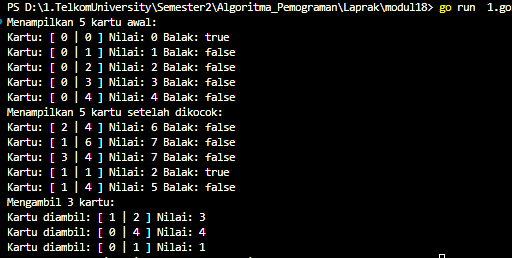 PS D:\1.TelkomUniversity\Semester2\Algoritma_Pemograman\Laprak\modul18> go run  1.go
Menampilkan 5 kartu awal:
Kartu: [ 0 | 0 ] Nilai: 0 Balak: true
Kartu: [ 0 | 1 ] Nilai: 1 Balak: false
Kartu: [ 0 | 2 ] Nilai: 2 Balak: false
Kartu: [ 0 | 3 ] Nilai: 3 Balak: false
Kartu: [ 0 | 4 ] Nilai: 4 Balak: false
Menampilkan 5 kartu setelah dikocok:
Kartu: [ 2 | 4 ] Nilai: 6 Balak: false
Kartu: [ 1 | 6 ] Nilai: 7 Balak: false
Kartu: [ 3 | 4 ] Nilai: 7 Balak: false
Kartu: [ 1 | 1 ] Nilai: 2 Balak: true
Kartu: [ 1 | 4 ] Nilai: 5 Balak: false
Mengambil 3 kartu:
Kartu diambil: [ 1 | 2 ] Nilai: 3
Kartu diambil: [ 0 | 4 ] Nilai: 4
Kartu diambil: [ 0 | 1 ] Nilai: 1